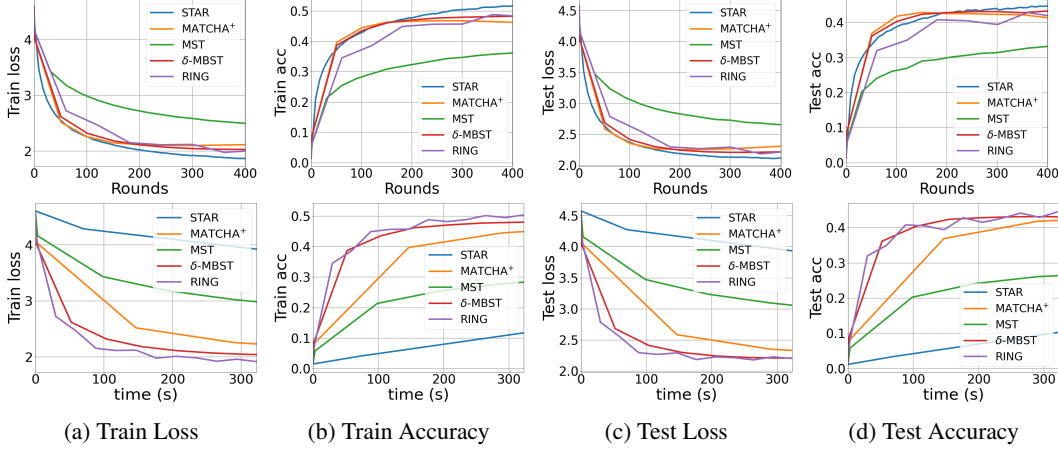 Train loss
4
3
2
0
100
200
300
400
Rounds
STAR
MATCHA+
MST
δ-MBST
RING
Train acc
0.5
0.4
0.3
0.2
0.1
0.0
0
100
200
300
400
Rounds
STAR
MATCHA+
MST
δ-MBST
RING
Test loss
4.5
4.0
3.5
3.0
2.5
2.0
0
100
200
300
400
Rounds
STAR
MATCHA+
MST
δ-MBST
RING
Test acc
0.4
0.2
0.0
0
100
200
300
400
Rounds
STAR
MATCHA+
MST
δ-MBST
RING
Train loss
4
3
2
0
100
200
300
time (s)
STAR
MATCHA+
MST
δ-MBST
RING
Train acc
0.5
0.4
0.3
0.2
0.1
0.0
0
100
200
300
time (s)
STAR
MATCHA+
MST
δ-MBST
RING
Test loss
4.5
4.0
3.5
3.0
2.5
2.0
0
100
200
300
time (s)
STAR
MATCHA+
MST
δ-MBST
RING
Test acc
0.4
0.2
0.0
0
100
200
300
time (s)
STAR
MATCHA+
MST
δ-MBST
RING
(a) Train Loss
(b) Train Accuracy
(c) Test Loss
(d) Test Accuracy